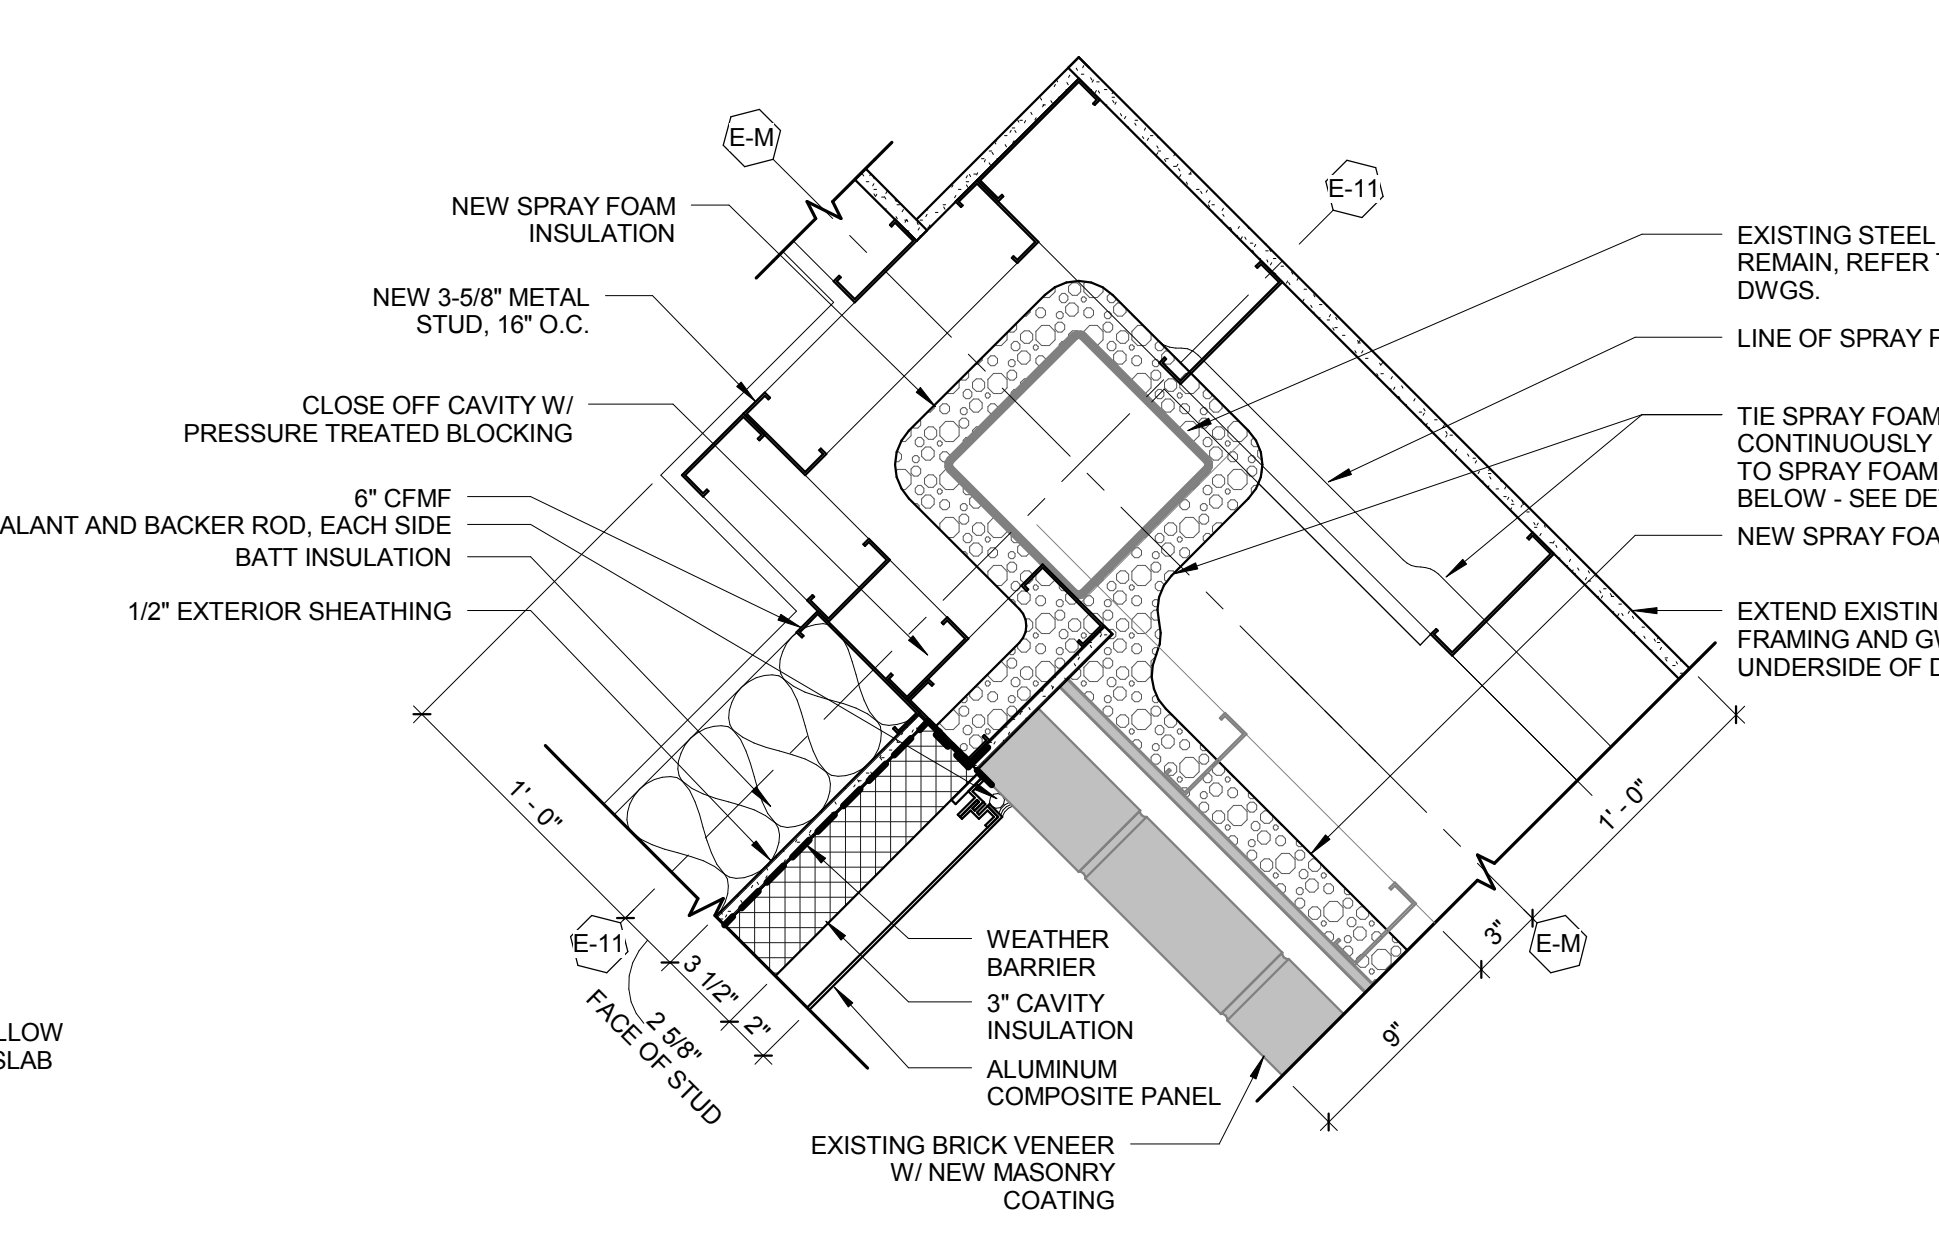 E-M
E-11
NEW SPRAY FOAM
INSULATION
NEW 3-5/8" METAL
STUD, 16" O.C.
CLOSE OFF CAVITY W/
PRESSURE TREATED BLOCKING
6" CFMF
ALANT AND BACKER ROD, EACH SIDE
BATT INSULATION
1/2" EXTERIOR SHEATHING
EXISTING STEEL
REMAIN, REFER
DWGS.
LINE OF SPRAY F
TIE SPRAY FOAM
CONTINUOUSLY
TO SPRAY FOAM
BELOW - SEE DE
NEW SPRAY FOA
EXTEND EXISTIN
FRAMING AND G
UNDERSIDE OF D
1' - 0"
1' - 0"
3"
9"
E-M
E-11
3 1/2"
2"
2 5/8"
FACE OF STUD
WEATHER
BARRIER
3" CAVITY
INSULATION
ALUMINUM
COMPOSITE PANEL
EXISTING BRICK VENEER
W/ NEW MASONRY
COATING
LLOW
SLAB